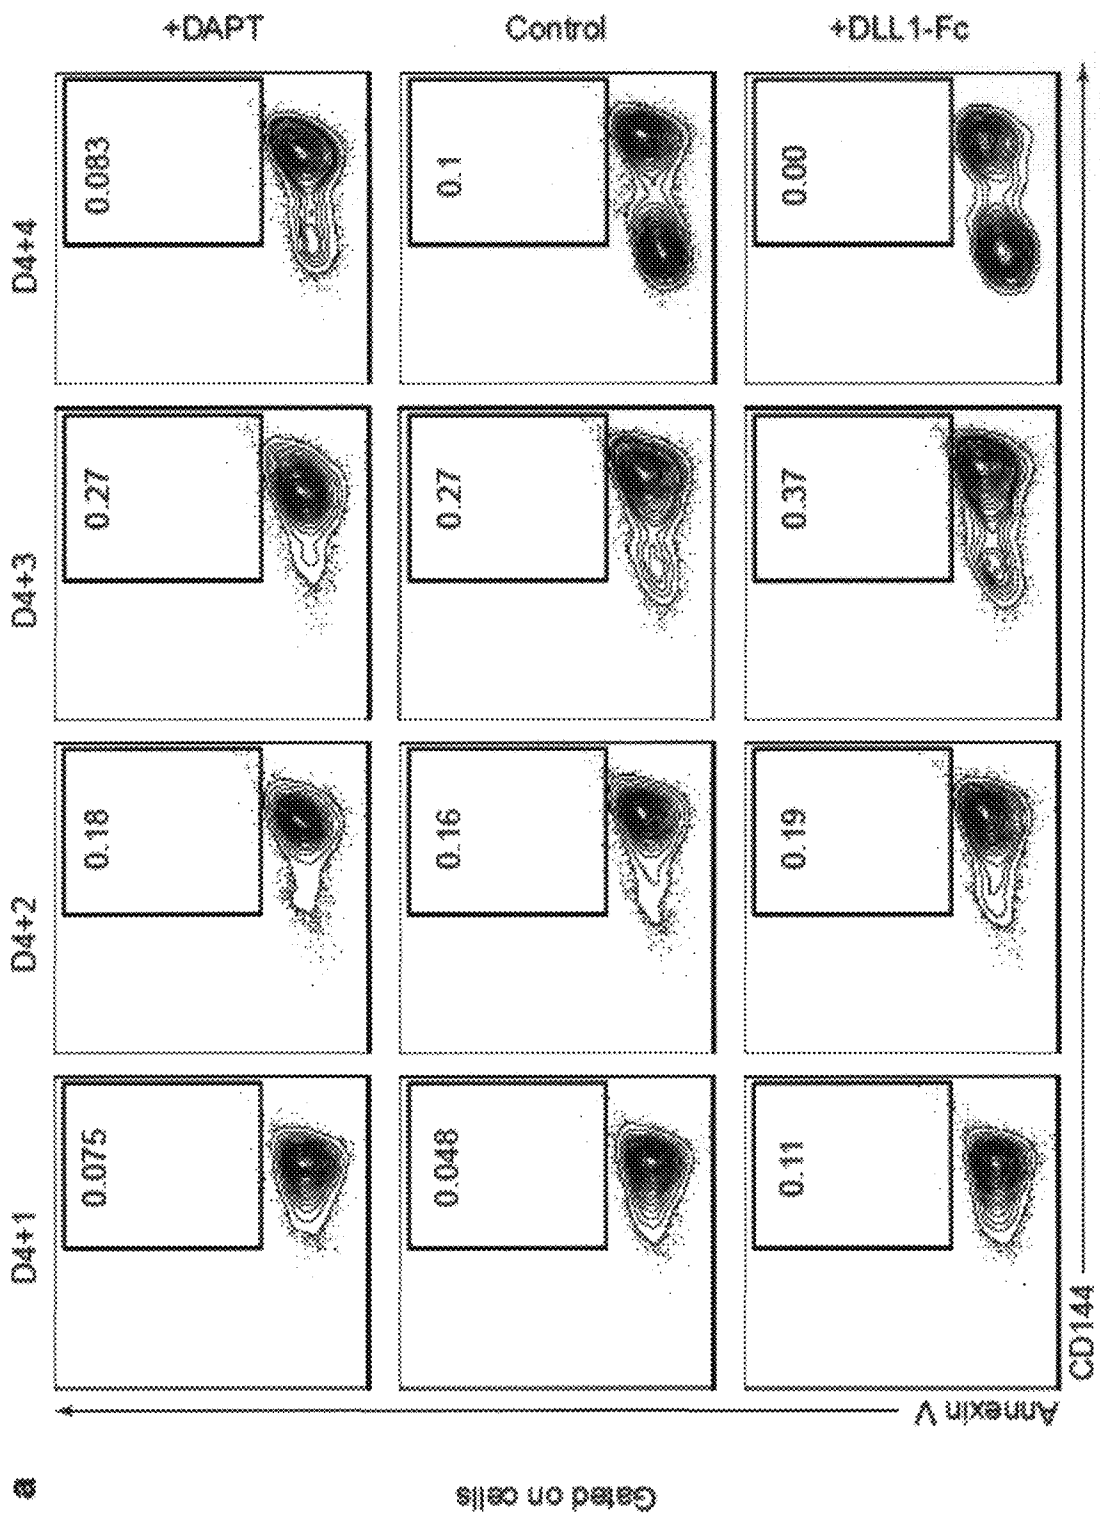 a
D4+1 D4+2 D4+3 D4+4
0.075 0.18 0.27 0.083 +DAPT
0.048 0.16 0.27 0.1 Control
0.11 0.19 0.37 0.00 +DLL1-Fc
Gated on cells
Annexin V
CD144